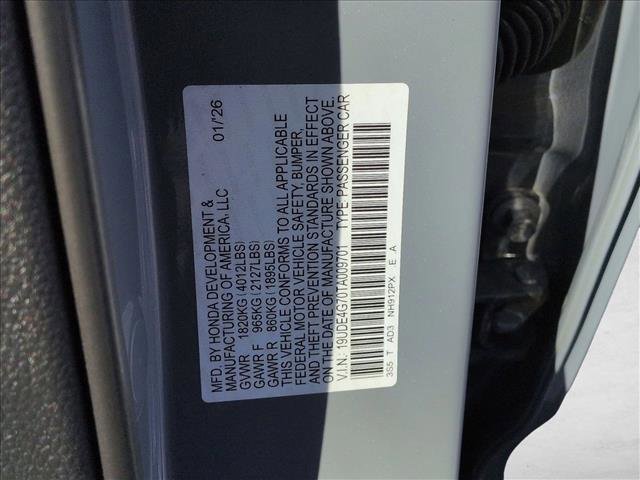 MFD. BY HONDA DEVELOPMENT & 01/'26
MANUFACTURING OF AMERICA, LLC
GVWR 1820KG(4012LBS)
GAWR F 965KG(2127LBS)
GAWR R 860KG(1895LBS)
THIS VEHICLE CONFORMS TO ALL APPLICABLE
FEDERAL MOTOR VEHICLE SAFETY, BUMPER,
AND THEFT PREVENTION STANDARDS IN EFFECT
ON THE DATE OF MANUFACTURE SHOWN ABOVE.
V.I.N.: 19UDE4G70TA009701 TYPE: PASSENGER CAR
3S5 T AD3 NH912PX E A